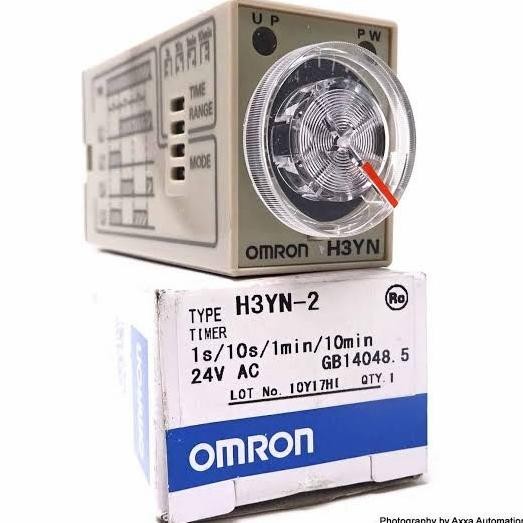 UP
PW
TIME
RANGE
MODE
OMRON H3YN
TYPE H3YN-2
TIMER
1s/10s/1min/10min
24V AC GB14048.5
LOT No. 10Y17HI QTY.1
OMRON
Photography by Axxa Automation